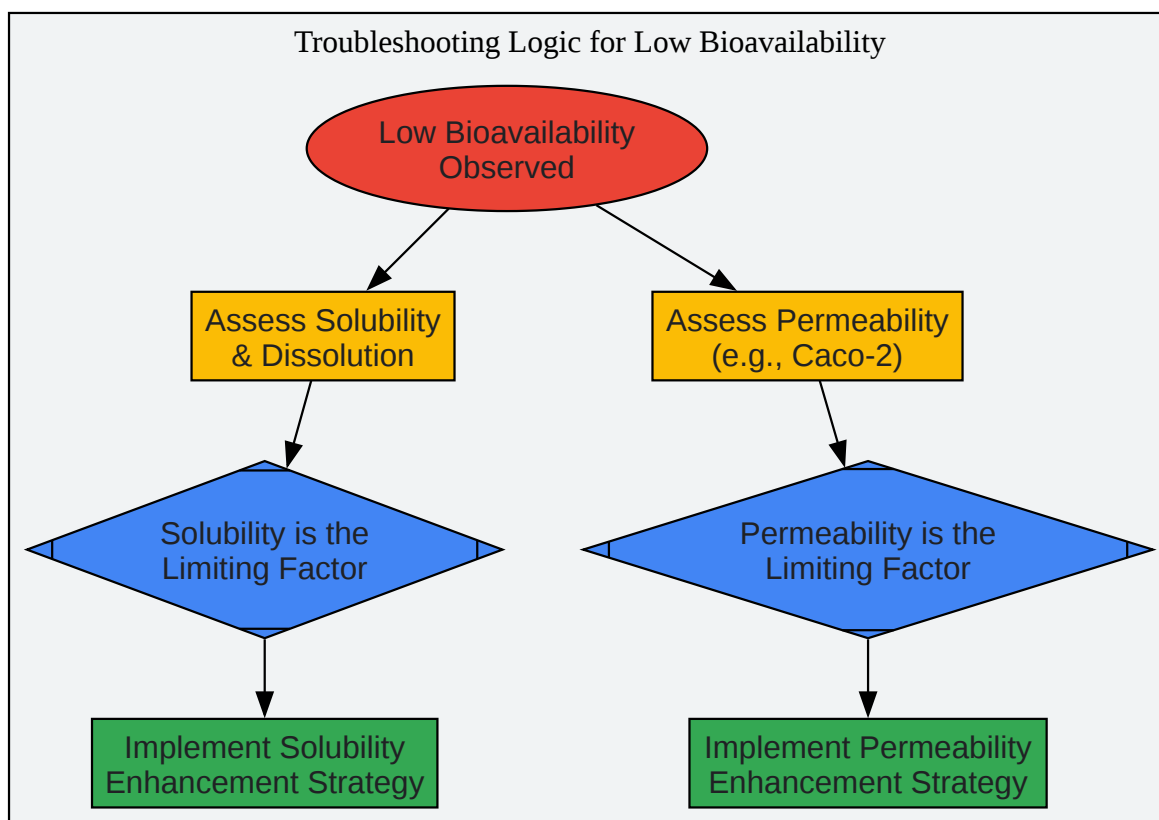 Troubleshooting Logic for Low Bioavailability
Low Bioavailability
Observed
Assess Solubility
& Dissolution
Assess Permeability
(e.g., Caco-2)
Solubility is the
Limiting Factor
Permeability is the
Limiting Factor
Implement Solubility
Enhancement Strategy
Implement Permeability
Enhancement Strategy